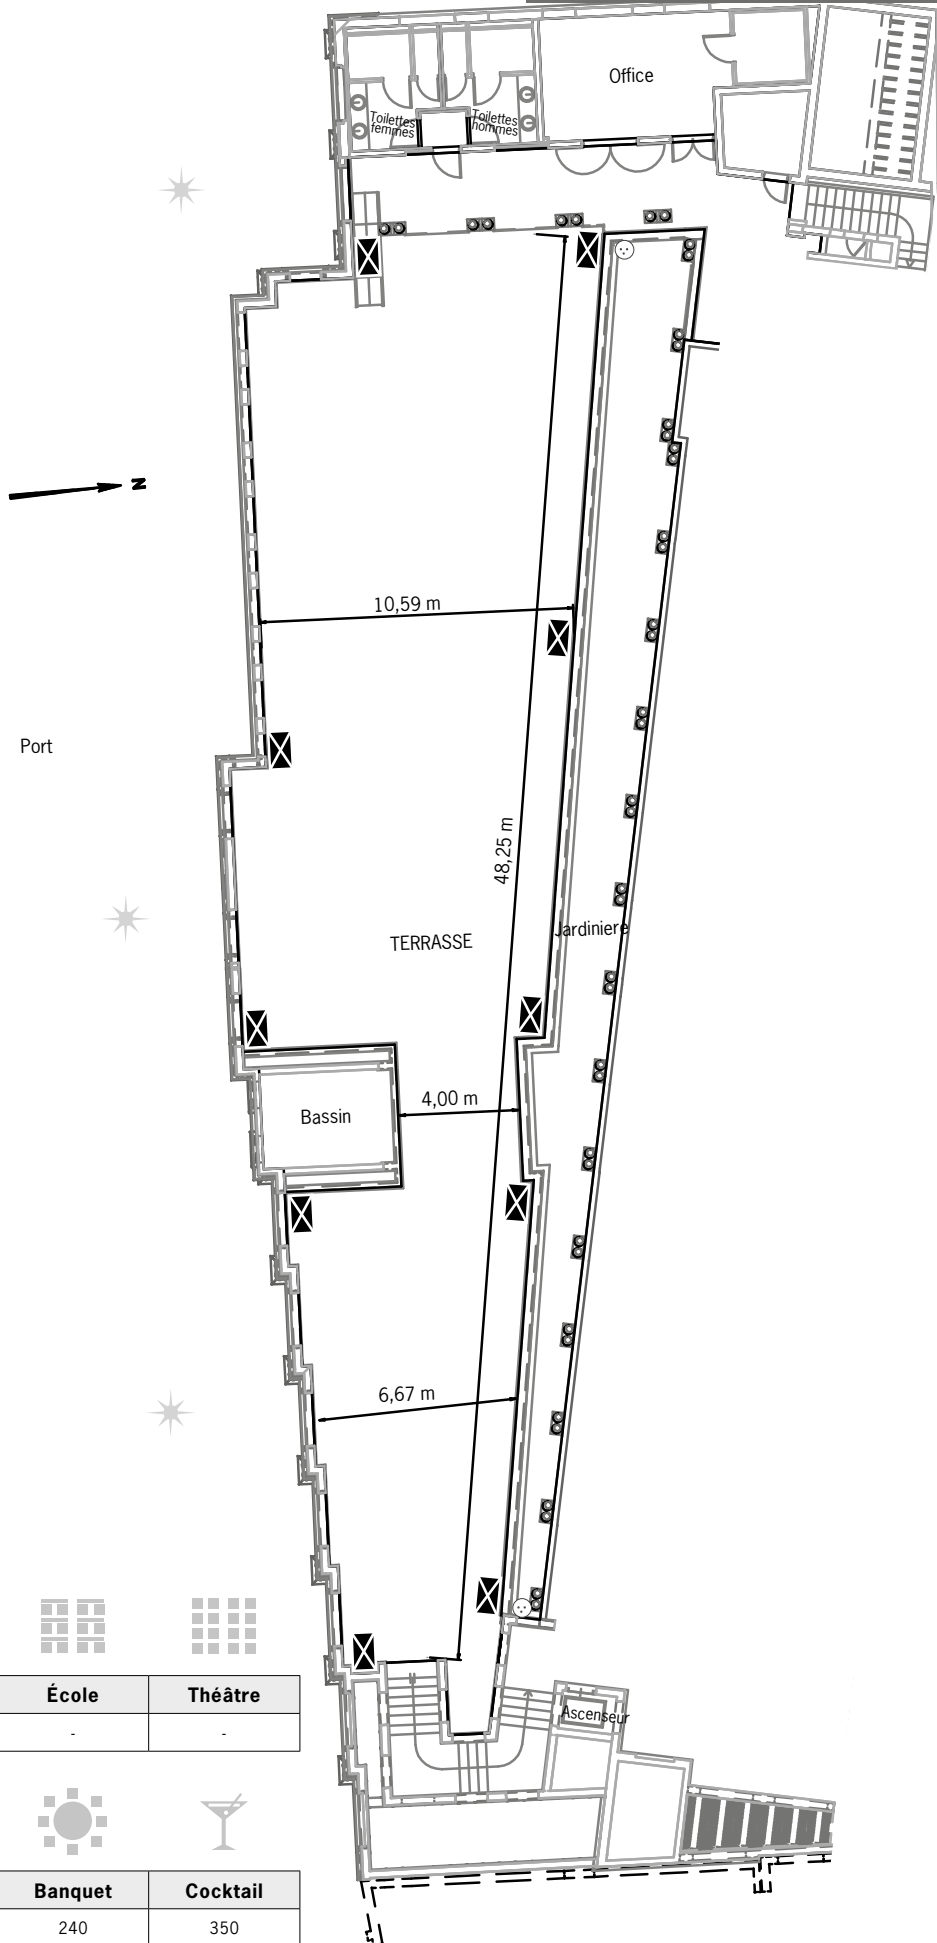 Office
Toilettes
femmes
Toilettes
hommes
N
10,59 m
Port
48,25 m
TERRASSE
Jardiniere
4,00 m
Bassin
6,67 m
École
Théâtre
-
-
Ascenseur
Banquet
Cocktail
240
350